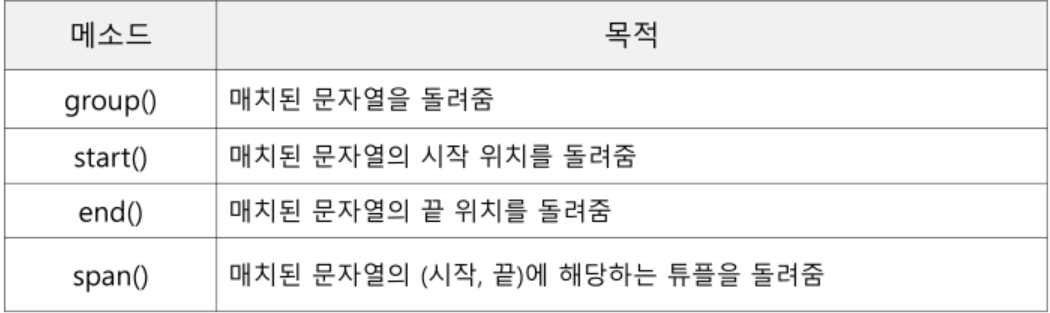 메소드 목적
group() 매치된 문자열을 돌려줌
start() 매치된 문자열의 시작 위치를 돌려줌
end() 매치된 문자열의 끝 위치를 돌려줌
span() 매치된 문자열의 (시작, 끝)에 해당하는 튜플을 돌려줌